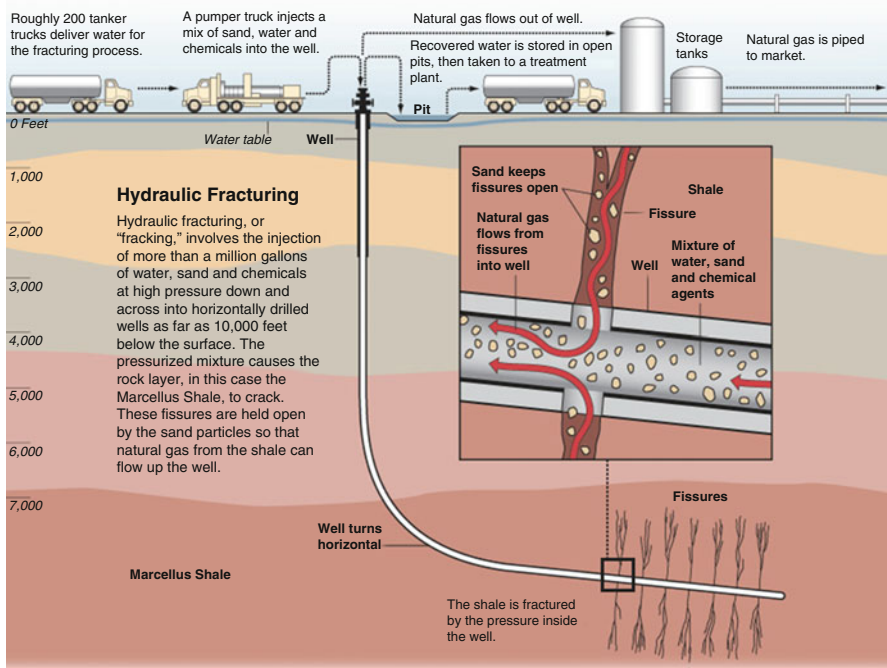 Roughly 200 tanker
trucks deliver water for
the fracturing process.
A pumper truck injects a
mix of sand, water and
chemicals into the well.
Natural gas flows out of well.
Recovered water is stored in open
pits, then taken to a treatment
plant.
Storage
tanks
Natural gas is piped
to market.
Pit
0 Feet
Water table
Well
1,000
2,000
3,000
4,000
5,000
6,000
7,000
Hydraulic Fracturing
Hydraulic fracturing, or
“fracking,” involves the injection
of more than a million gallons
of water, sand and chemicals
at high pressure down and
across into horizontally drilled
wells as far as 10,000 feet
below the surface. The
pressurized mixture causes the
rock layer, in this case the
Marcellus Shale, to crack.
These fissures are held open
by the sand particles so that
natural gas from the shale can
flow up the well.
Sand keeps
fissures open
Shale
Fissure
Natural gas
flows from
fissures
into well
Well
Mixture of
water, sand
and chemical
agents
Fissures
Well turns
horizontal
Marcellus Shale
The shale is fractured
by the pressure inside
the well.